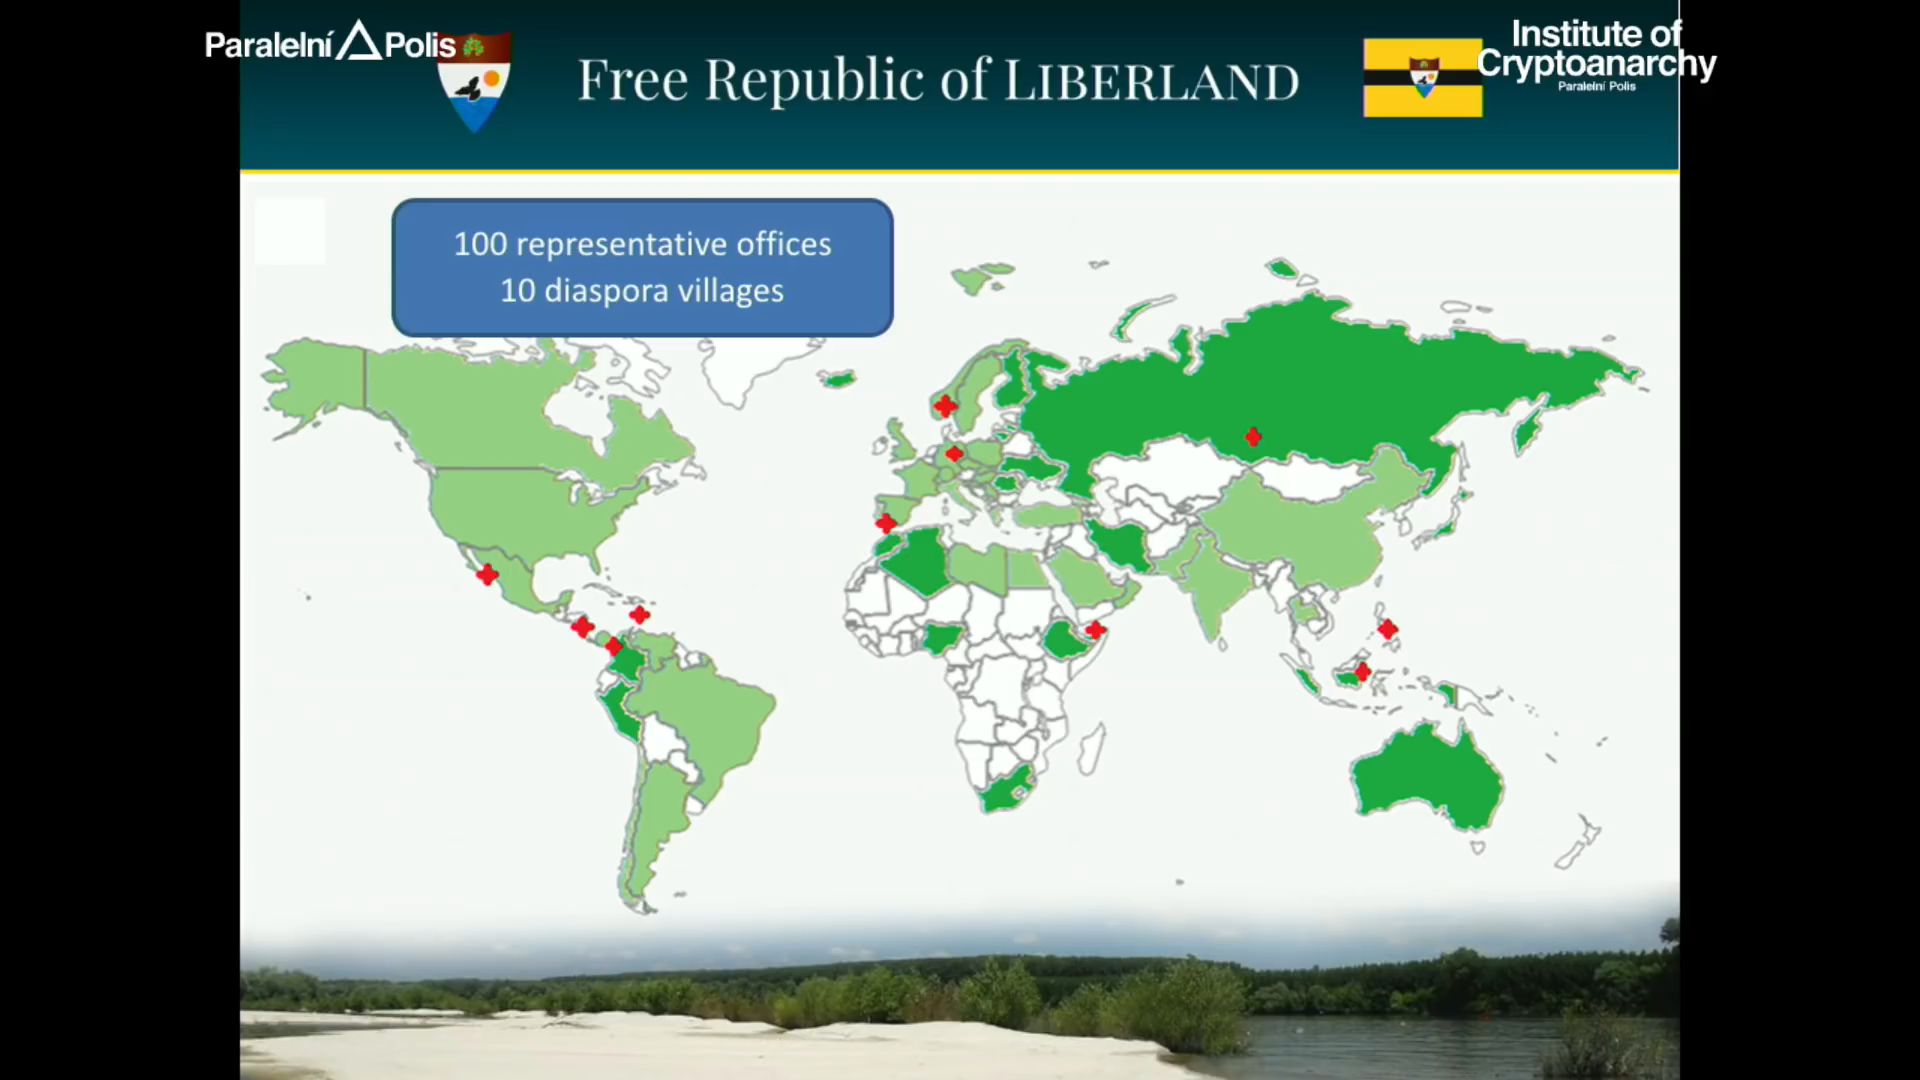 Paralelní Polis
Free Republic of LIBERLAND
Institute of
Cryptoanarchy
Paralelní Polis
100 representative offices
10 diaspora villages